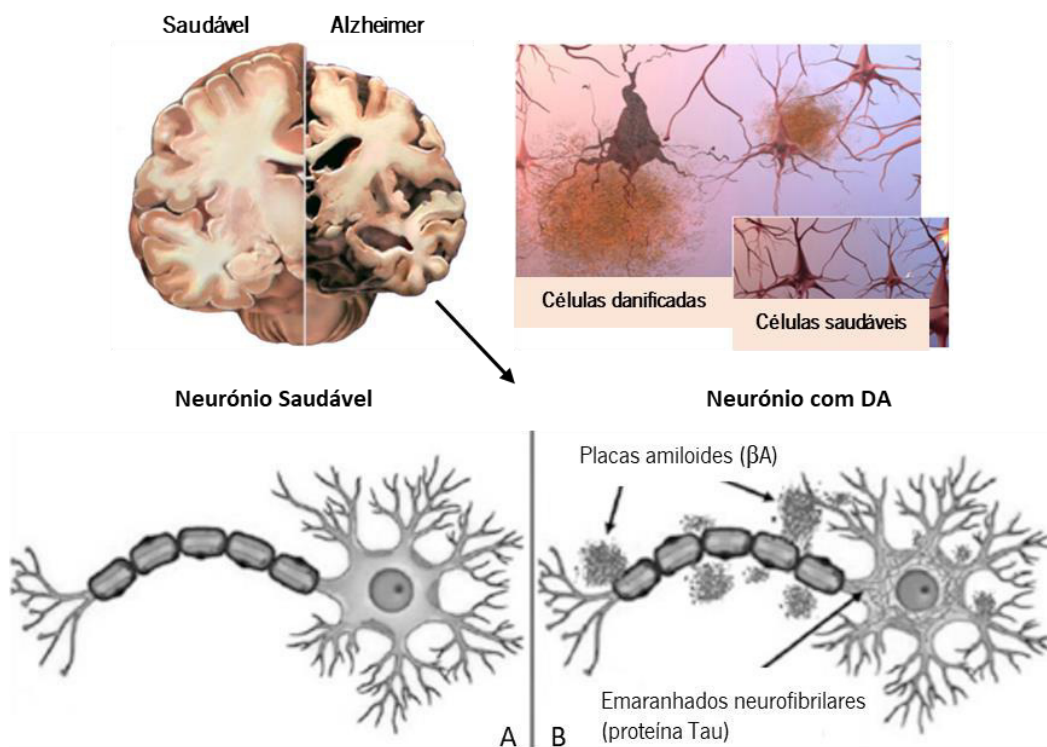 Saudável
Alzheimer
Células danificadas
Células saudáveis
Neurónio Saudável
Neurónio com DA
Placas amiloides (βA)
Emaranhados neurofibrilares
(proteína Tau)
A
B